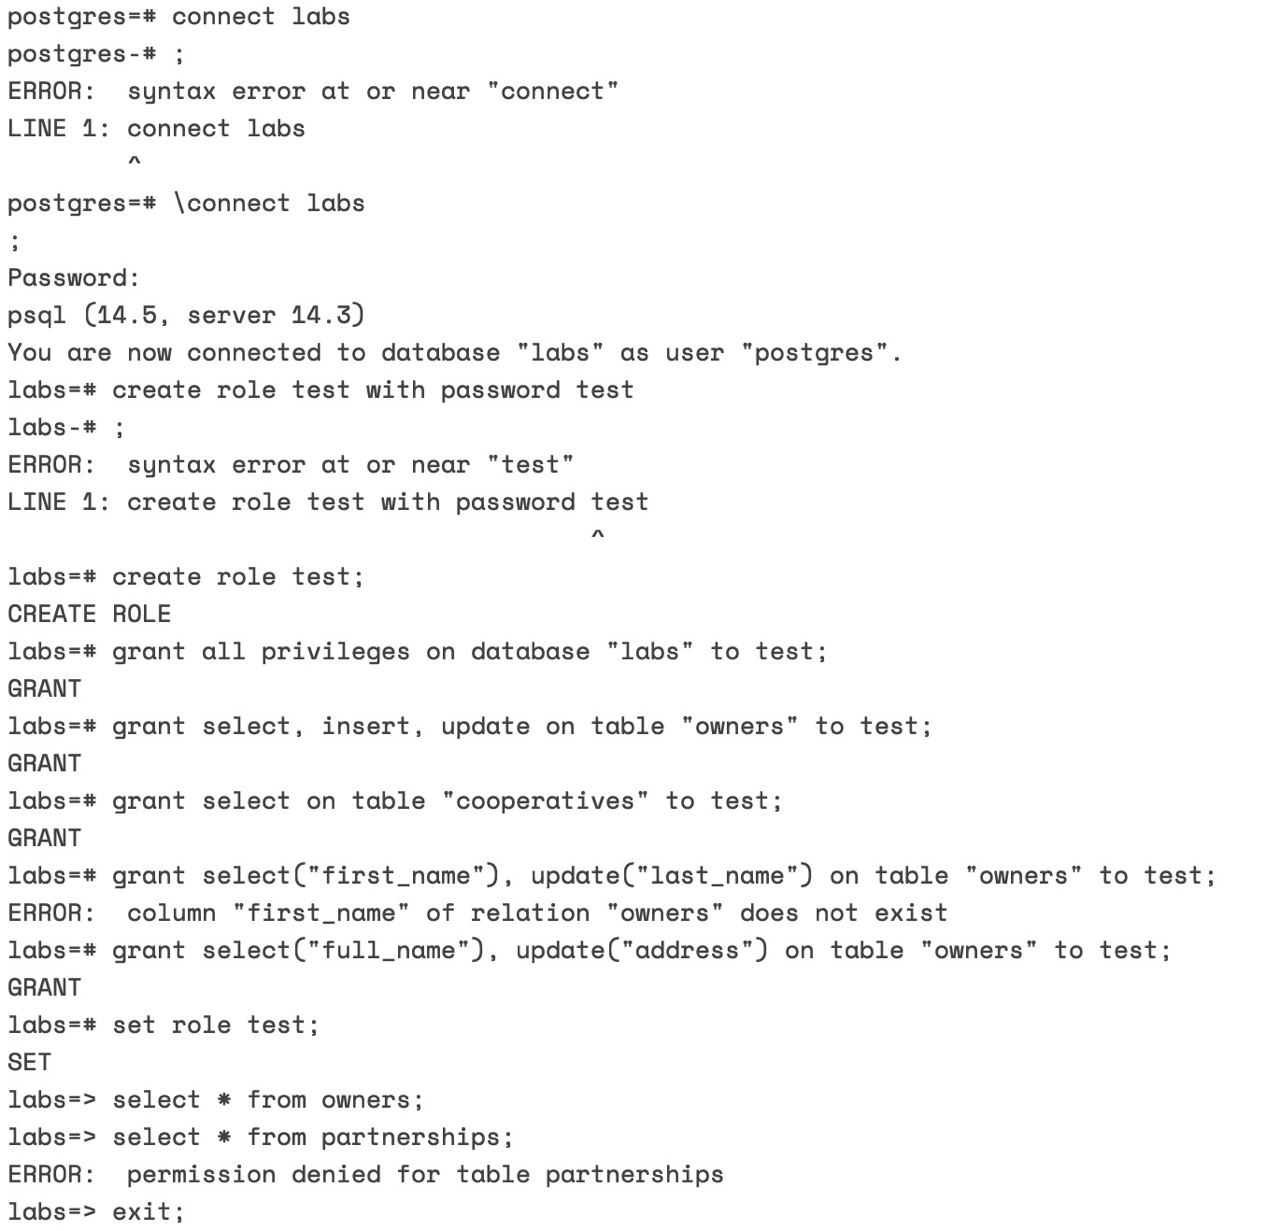 postgres=# connect labs
postgres-# ;
ERROR:  syntax error at or near "connect"
LINE 1: connect labs
        ^
postgres=# \connect labs
;
Password:
psql (14.5, server 14.3)
You are now connected to database "labs" as user "postgres".
labs=# create role test with password test
labs-# ;
ERROR:  syntax error at or near "test"
LINE 1: create role test with password test
                                       ^
labs=# create role test;
CREATE ROLE
labs=# grant all privileges on database "labs" to test;
GRANT
labs=# grant select, insert, update on table "owners" to test;
GRANT
labs=# grant select on table "cooperatives" to test;
GRANT
labs=# grant select("first_name"), update("last_name") on table "owners" to test;
ERROR:  column "first_name" of relation "owners" does not exist
labs=# grant select("full_name"), update("address") on table "owners" to test;
GRANT
labs=# set role test;
SET
labs=> select * from owners;
labs=> select * from partnerships;
ERROR:  permission denied for table partnerships
labs=> exit;